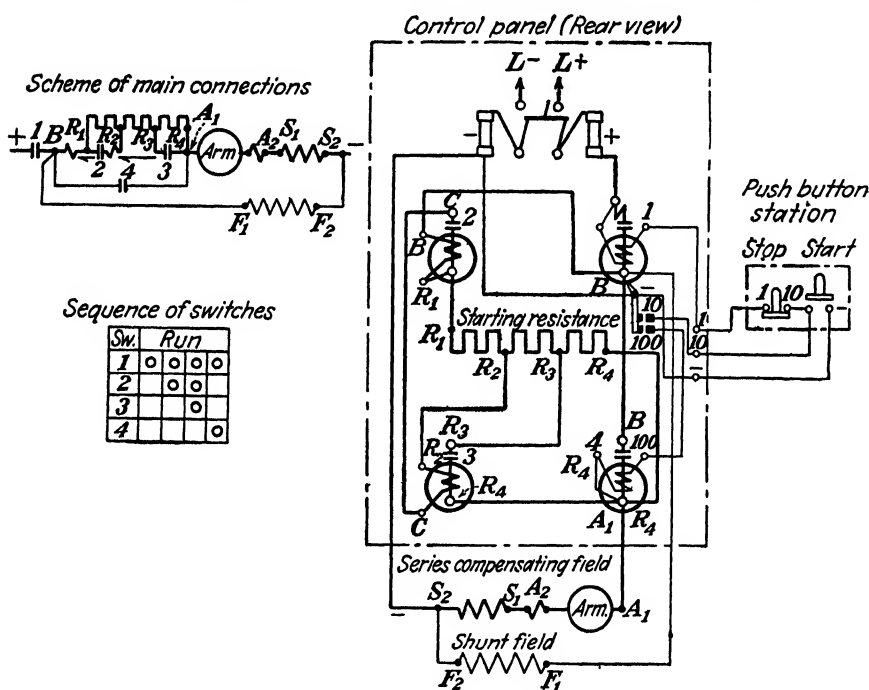 Control panel (Rear view)
L- L+
- +
Scheme of main connections
+ 1 B R1 R2 R3 R4 A1 Arm A2 S1 S2 -
2 3
4
F1 F2
Sequence of switches
Sw. Run
1 o o o o
2 o o
3 o
4 o
C
2
B
R1
1
B
-
10
100
1
10
-
Starting resistance
R1
R2 R3 R4
R3
R2 3
R4
C
B
4 100
R4
A1 R4
Push button
station
Stop Start
1 10 -
Series compensating field
S2 S1 A2 Arm. A1
-
Shunt field
F2 F1